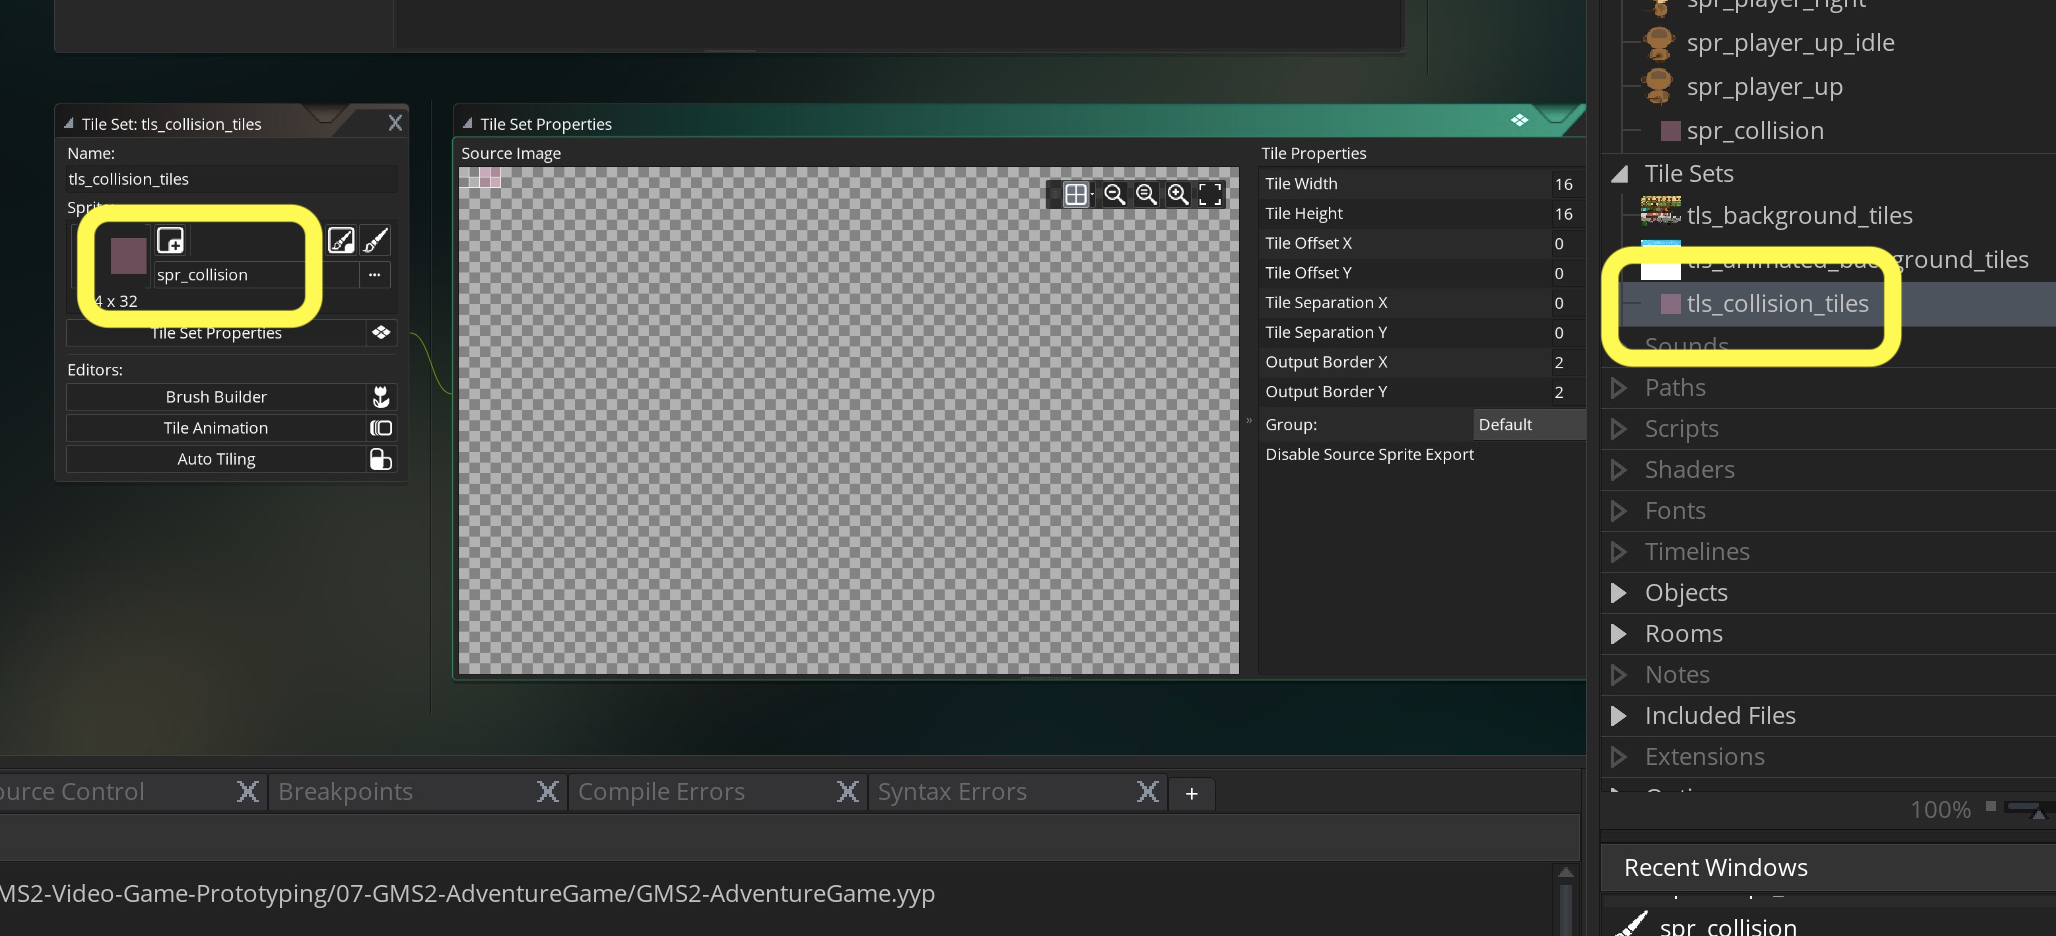 Tile Set: tls_collision_tiles
Name:
tls_collision_tiles
spr_collision
4 x 32
Tile Set Properties
Editors:
Brush Builder
Tile Animation
Auto Tiling
Tile Set Properties
Source Image
Tile Properties
Tile Width 16
Tile Height 16
Tile Offset X 0
Tile Offset Y 0
Tile Separation X 0
Tile Separation Y 0
Output Border X 2
Output Border Y 2
Group: Default
Disable Source Sprite Export
spr_player_right
spr_player_up_idle
spr_player_up
spr_collision
Tile Sets
tls_background_tiles
tls_animated_background_tiles
tls_collision_tiles
Sounds
Paths
Scripts
Shaders
Fonts
Timelines
Objects
Rooms
Notes
Included Files
Extensions
100%
Recent Windows
spr_collision
ource Control
Breakpoints
Compile Errors
Syntax Errors
+
MS2-Video-Game-Prototyping/07-GMS2-AdventureGame/GMS2-AdventureGame.yyp